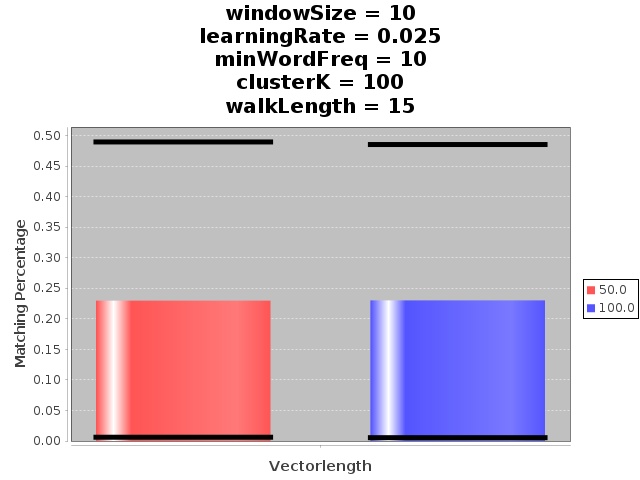 windowSize = 10
learningRate = 0.025
minWordFreq = 10
clusterK = 100
walkLength = 15
0.50
0.45
0.40
0.35
0.30
0.25
0.20
0.15
0.10
0.05
0.00
Matching Percentage
Vectorlength
50.0
100.0